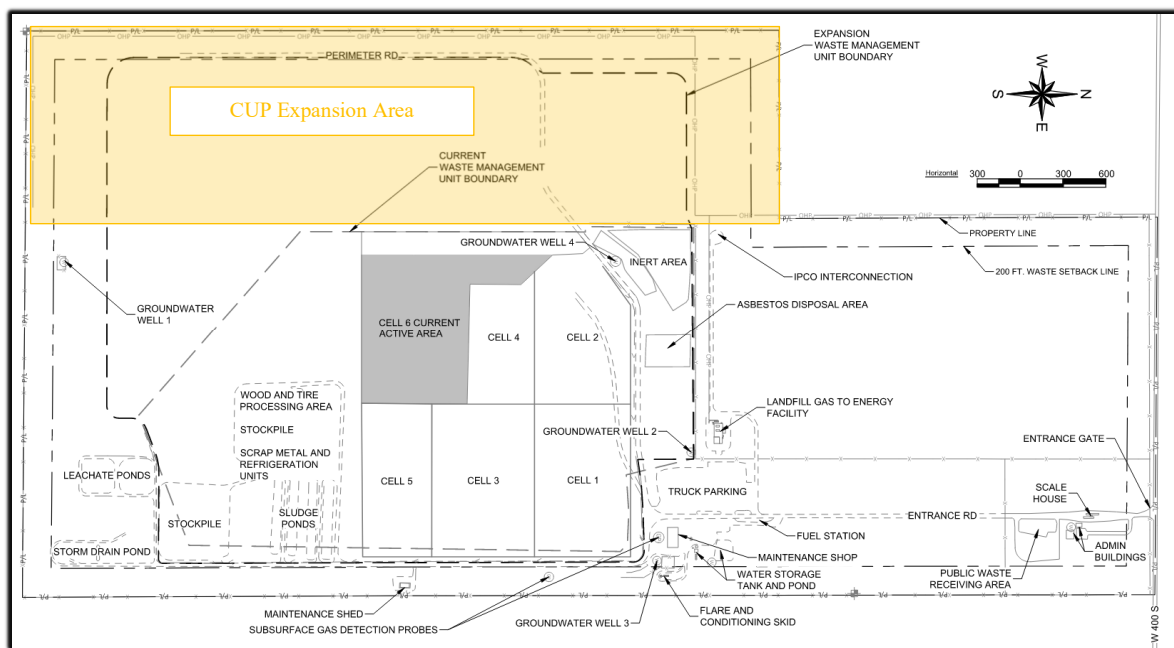 EXPANSION
WASTE MANAGEMENT
UNIT BOUNDARY
PERIMETER RD
CUP Expansion Area
W
S
N
E
Horizontal
300
0
300
600
CURRENT
WASTE MANAGEMENT
UNIT BOUNDARY
PROPERTY LINE
GROUNDWATER
WELL 4
INERT AREA
200 FT. WASTE SETBACK LINE
IPCO INTERCONNECTION
GROUNDWATER
WELL 1
ASBESTOS DISPOSAL AREA
CELL 6 CURRENT
ACTIVE AREA
CELL 4
CELL 2
WOOD AND TIRE
PROCESSING AREA
STOCKPILE
SCRAP METAL AND
REFRIGERATION
UNITS
LANDFILL GAS TO ENERGY
FACILITY
GROUNDWATER
WELL 2
ENTRANCE GATE
LEACHATE PONDS
CELL 5
CELL 3
CELL 1
TRUCK PARKING
SCALE
HOUSE
STOCKPILE
SLUDGE
PONDS
ENTRANCE RD
FUEL STATION
STORM DRAIN POND
MAINTENANCE SHOP
ADMIN
BUILDINGS
WATER STORAGE
TANK AND POND
PUBLIC WASTE
RECEIVING AREA
MAINTENANCE SHED
SUBSURFACE GAS DETECTION PROBES
GROUNDWATER
WELL 3
FLARE AND
CONDITIONING SKID
W 400 S
P/L
OHP